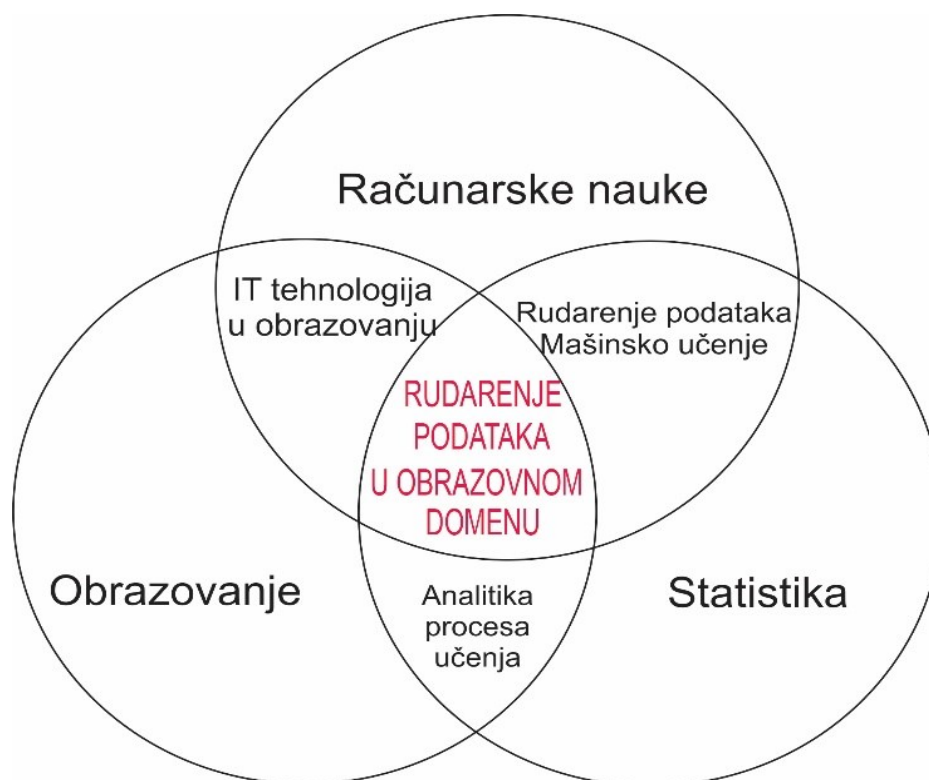 Računarske nauke
IT tehnologija
u obrazovanju
Rudarenje podataka
Mašinsko učenje
RUDARENJE
PODATAKA
U OBRAZOVNOM
DOMENU
Obrazovanje
Analitika
procesa
učenja
Statistika